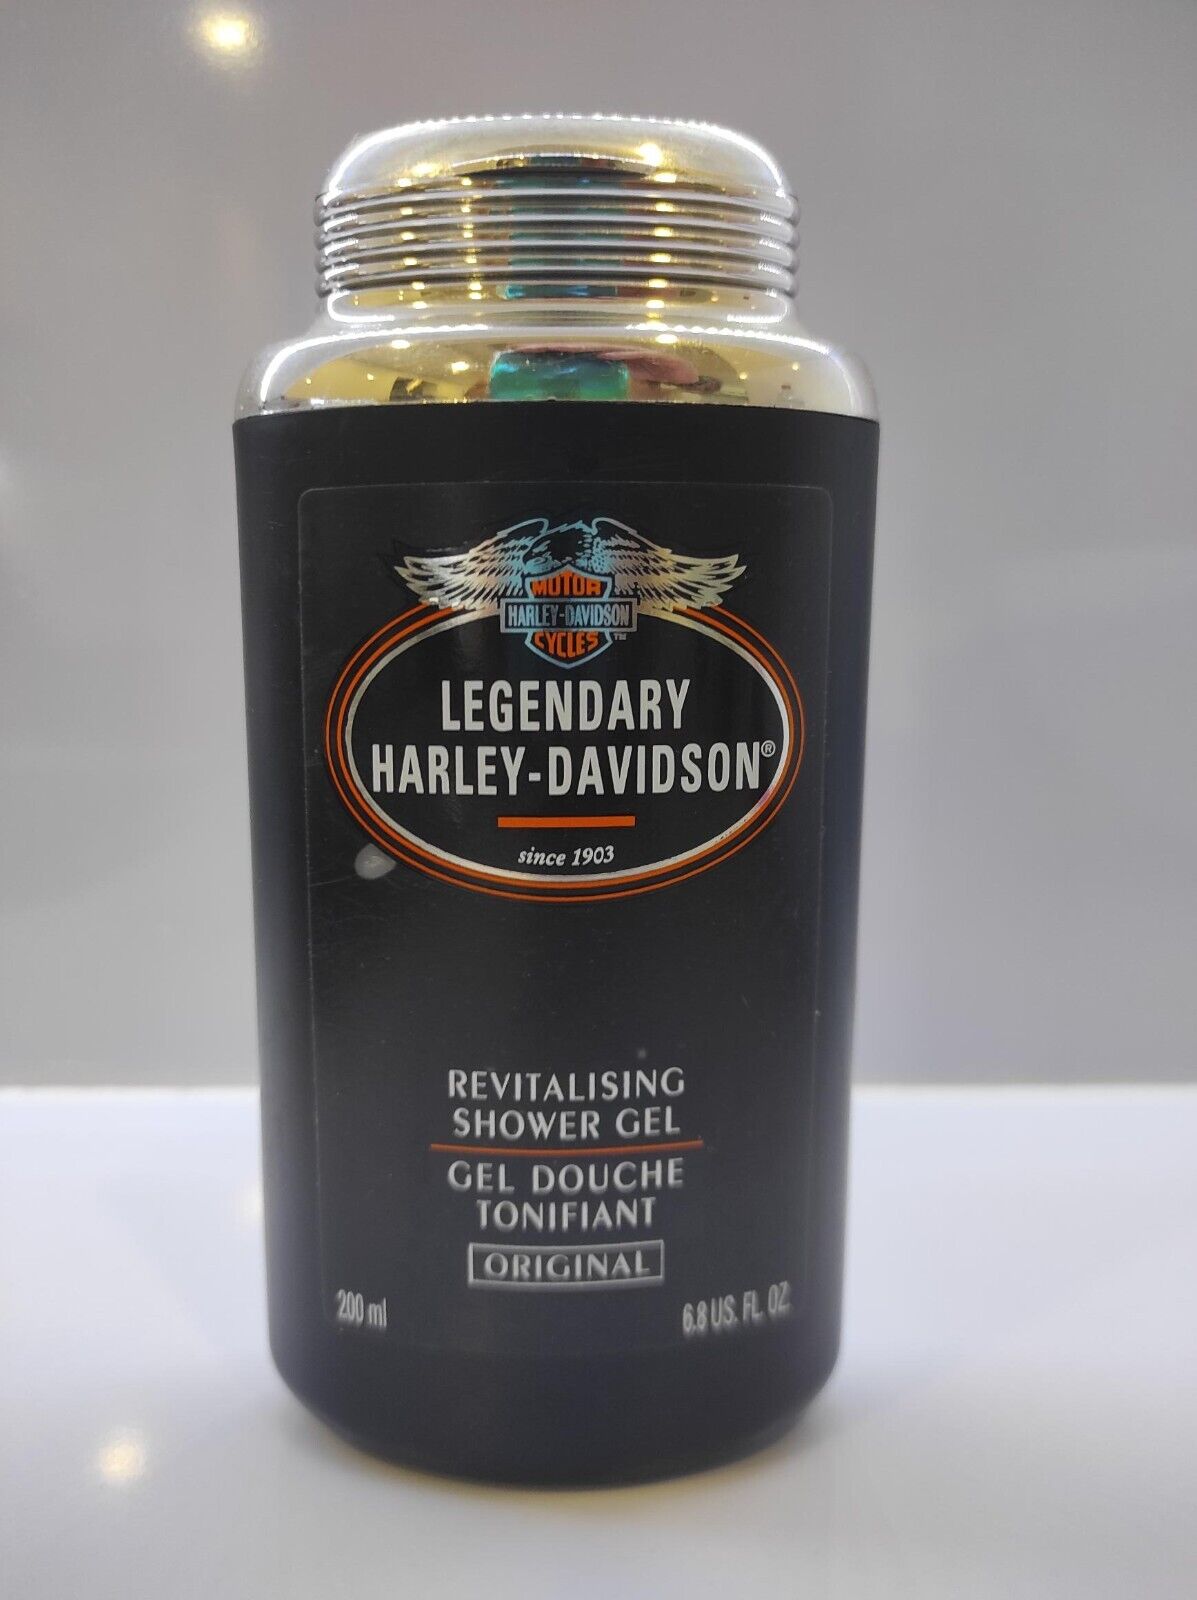 MOTOR
HARLEY-DAVIDSON
CYCLES ™
LEGENDARY
HARLEY-DAVIDSON®
since 1903
REVITALISING
SHOWER GEL
GEL DOUCHE
TONIFIANT
ORIGINAL
200 ml 6.8 US. FL. OZ.